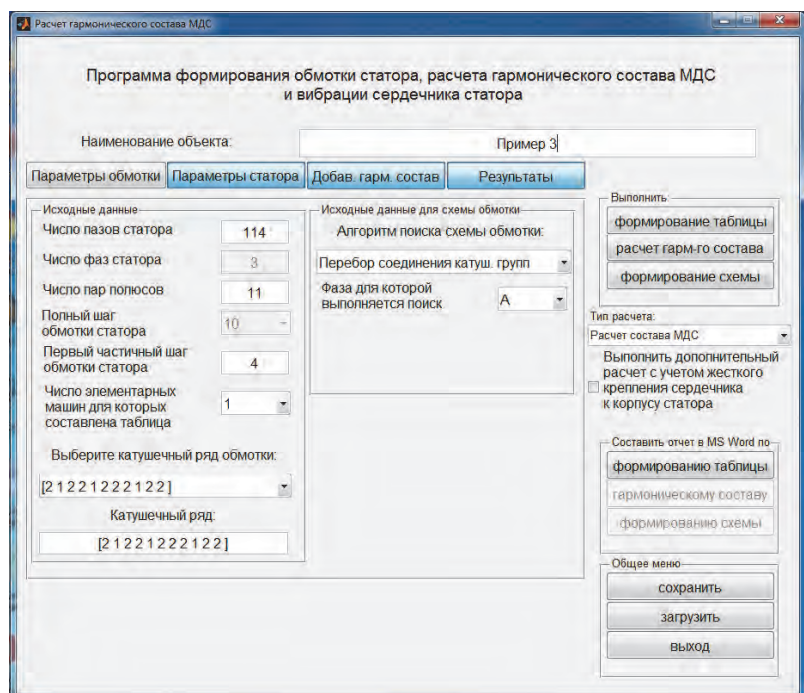 Расчет гармонического состава МДС
Программа формирования обмотки статора, расчета гармонического состава МДС
и вибрации сердечника статора
Наименование объекта:
Пример 3
Параметры обмотки
Параметры статора
Добав. гарм. состав
Результаты
Исходные данные
Число пазов статора
114
Число фаз статора
3
Число пар полюсов
11
Полный шаг
обмотки статора
10
Первый частичный шаг
обмотки статора
4
Число элементарных
машин для которых
составлена таблица
1
Выберите катушечный ряд обмотки:
[2 1 2 2 1 2 2 2 1 2 2 ]
Катушечный ряд:
[2 1 2 2 1 2 2 2 1 2 2 ]
Исходные данные для схемы обмотки
Алгоритм поиска схемы обмотки:
Перебор соединения катуш. групп
Фаза для которой
выполняется поиск
A
Выполнить:
формирование таблицы
расчет гарм-го состава
формирование схемы
Тип расчета:
Расчет состава МДС
Выполнить дополнительный
расчет с учетом жесткого
крепления сердечника
к корпусу статора
Составить отчет в MS Word по
формированию таблицы
гармоническому составу
формированию схемы
Общее меню
сохранить
загрузить
выход